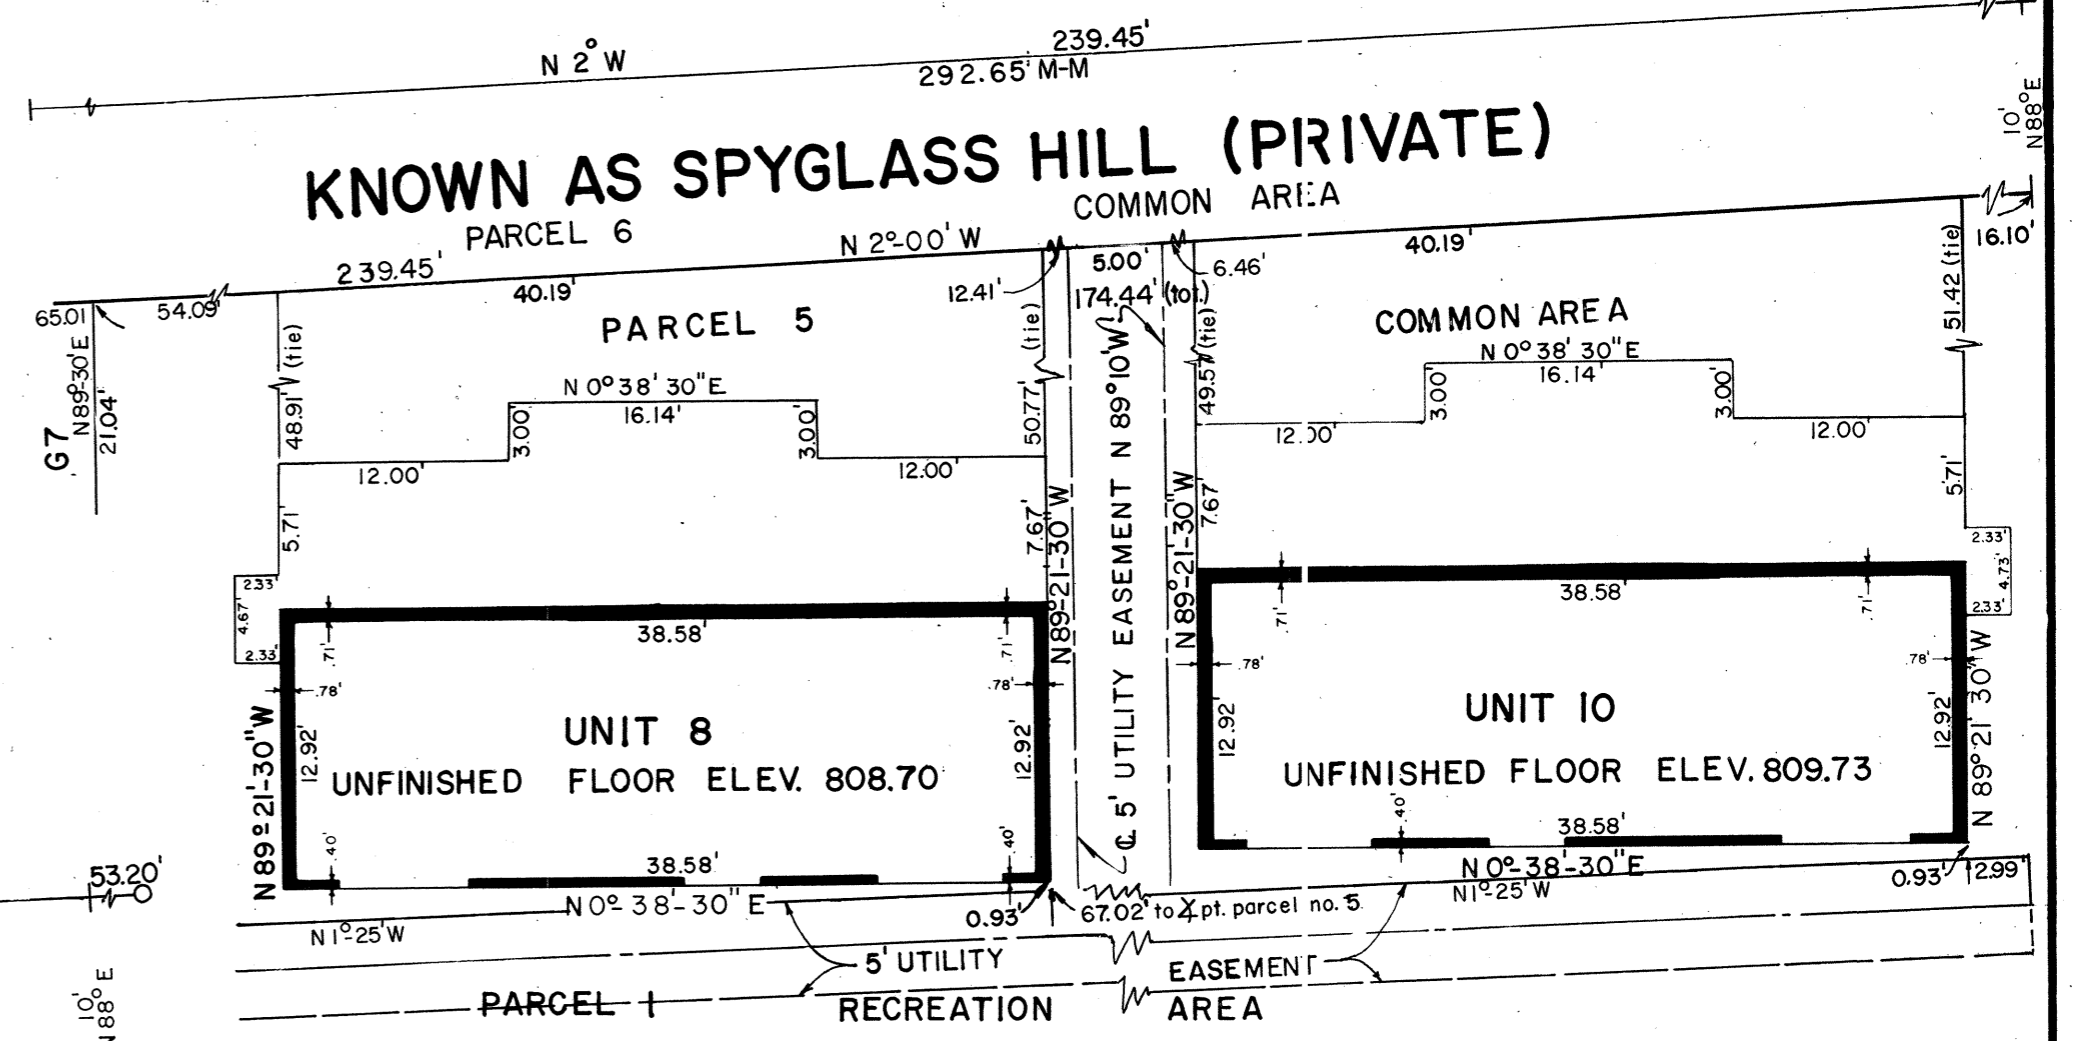 239.45'
N 2° W
292.65' M-M
10'
N88°E
KNOWN AS SPYGLASS HILL (PRIVATE)
COMMON AREA
PARCEL 6
N 2°-00' W
239.45'
40.19'
40.19'
16.10'
65.01
54.09'
12.41'
5.00'
6.46'
174.44' (tot.)
PARCEL 5
COMMON AREA
G7
N89°-30'E
21.04'
48.91' (tie)
50.77' (tie)
49.57' (tie)
51.42 (tie)
N 0° 38' 30" E
16.14'
3.00'
3.00'
12.00'
12.00'
N 0° 38' 30" E
16.14'
3.00'
3.00'
12.00'
12.00'
5.71'
7.67'
7.67'
5.71'
N89°-21'-30" W
N 89°-21'-30" W
℄ 5' UTILITY EASEMENT N 89°10'W
2.33'
4.67'
2.33'
2.33'
4.73'
2.33'
38.58'
.71'
.71'
.78'
.78'
38.58'
.71'
.71'
.78'
.78'
UNIT 8
UNFINISHED FLOOR ELEV. 808.70
12.92'
12.92'
UNIT 10
UNFINISHED FLOOR ELEV. 809.73
12.92'
12.92'
N 89°-21'-30" W
N 89° 21' 30" W
.40'
.40'
38.58'
.40'
38.58'
N 0°-38'-30" E
N 0°-38'-30" E
53.20'
0.93'
67.02' to ∠ pt. parcel no. 5
N 1°-25' W
0.93'
2.99'
N 1°-25' W
5' UTILITY EASEMENT
PARCEL 1 RECREATION AREA
10'
N 88° E